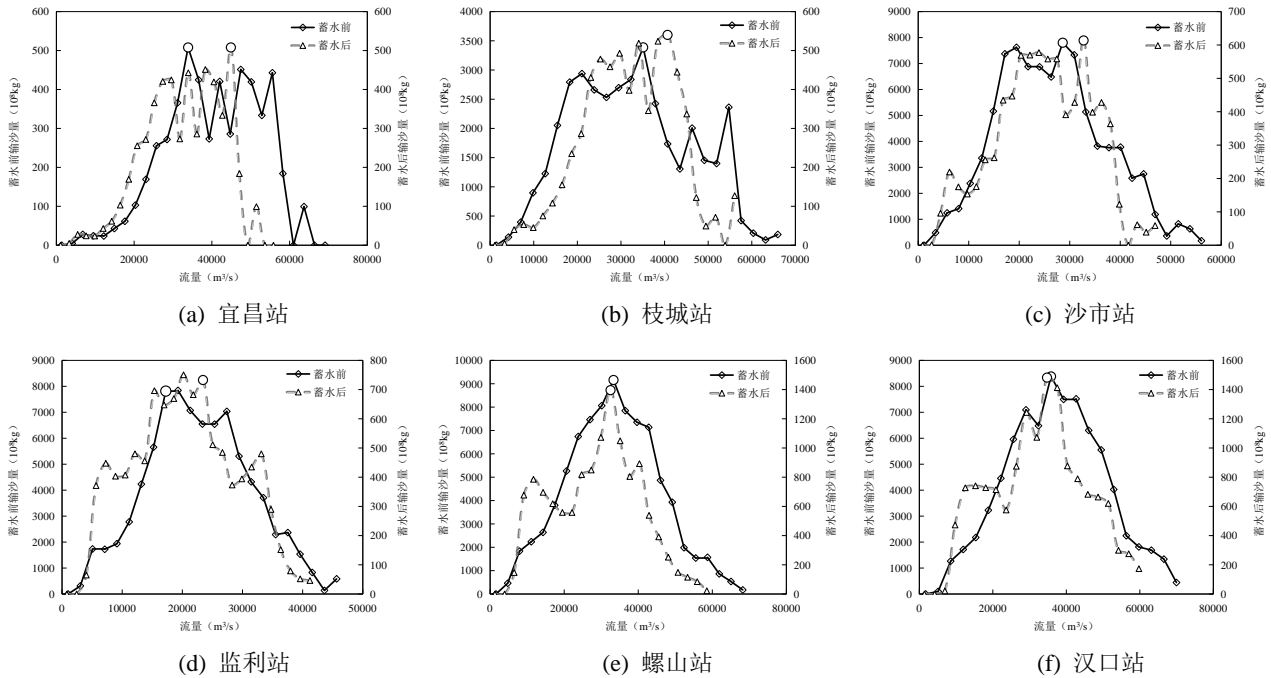 600
500
400
300
200
100
0
600
500
400
300
200
100
0
0 20000 40000 60000 80000
蓄水前
蓄水后
蓄水前输沙量（10⁸kg）
蓄水后输沙量（10⁸kg）
流量（m³/s）
(a) 宜昌站
4000
3500
3000
2500
2000
1500
1000
500
0
600
500
400
300
200
100
0
0 10000 20000 30000 40000 50000 60000 70000
蓄水前
蓄水后
蓄水前输沙量（10⁸kg）
蓄水后输沙量（10⁸kg）
流量（m³/s）
(b) 枝城站
9000
8000
7000
6000
5000
4000
3000
2000
1000
0
700
600
500
400
300
200
100
0
0 10000 20000 30000 40000 50000 60000
蓄水前
蓄水后
蓄水前输沙量（10⁸kg）
蓄水后输沙量（10⁸kg）
流量（m³/s）
(c) 沙市站
9000
8000
7000
6000
5000
4000
3000
2000
1000
0
800
700
600
500
400
300
200
100
0
0 10000 20000 30000 40000 50000
蓄水前
蓄水后
蓄水前输沙量（10⁸kg）
蓄水后输沙量（10⁸kg）
流量（m³/s）
(d) 监利站
10000
9000
8000
7000
6000
5000
4000
3000
2000
1000
0
1600
1400
1200
1000
800
600
400
200
0
0 20000 40000 60000 80000
蓄水前
蓄水后
蓄水前输沙量（10⁸kg）
蓄水后输沙量（10⁸kg）
流量（m³/s）
(e) 螺山站
9000
8000
7000
6000
5000
4000
3000
2000
1000
0
1600
1400
1200
1000
800
600
400
200
0
0 20000 40000 60000 80000
蓄水前
蓄水后
蓄水前输沙量（10⁸kg）
蓄水后输沙量（10⁸kg）
流量（m³/s）
(f) 汉口站